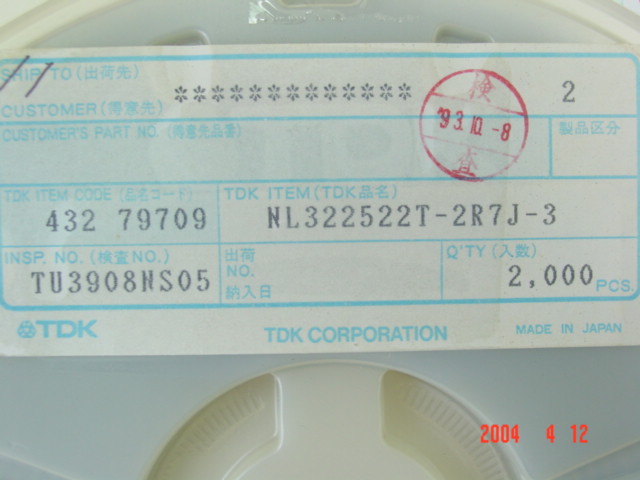 SHIP TO (出荷先)
CUSTOMER (得意先) ************* 2
検
'93.10.-8
査
CUSTOMER'S PART NO. (得意先品番)
製品区分
TDK ITEM CODE (品名コード) TDK ITEM (TDK品名)
432 79709 NL322522T-2R7J-3
INSP. NO. (検査NO.) 出荷 Q'TY (入数)
TU3908NS05 NO. 2,000 PCS.
納入日
TDK TDK CORPORATION MADE IN JAPAN
2004 4 12